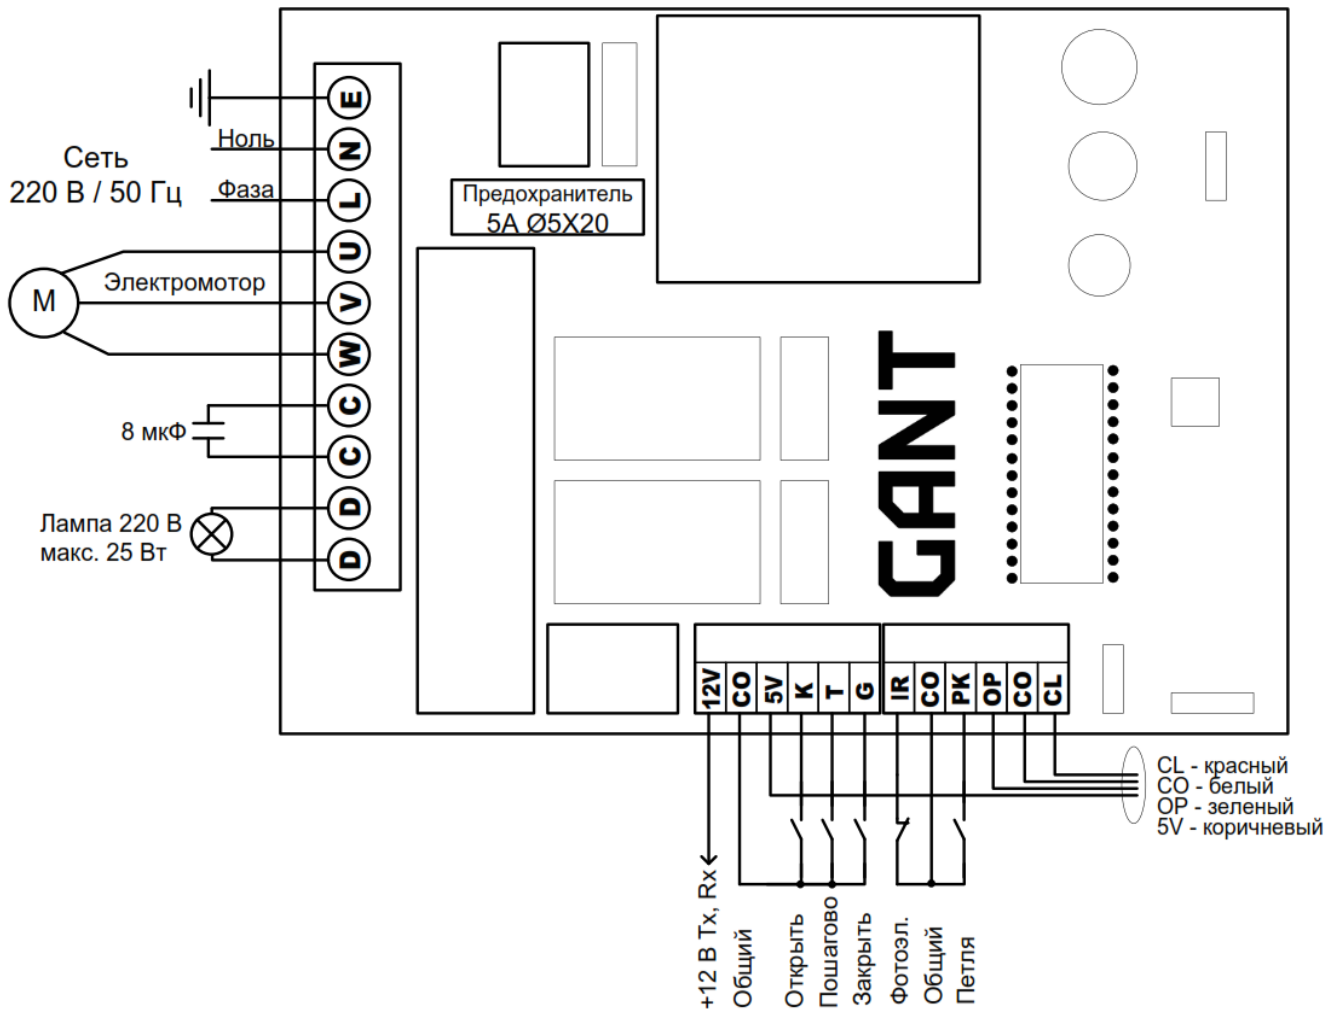 E
Ноль
N
Сеть
220 В / 50 Гц
Фаза
L
Предохранитель
5А Ø5X20
U
Электромотор
M
V
W
C
8 мкФ
C
D
Лампа 220 В
макс. 25 Вт
D
GANT
12V
CO
5V
K
T
G
IR
CO
PK
OP
CO
CL
CL - красный
CO - белый
OP - зеленый
5V - коричневый
+12 В Tx, Rx
Общий
Открыть
Пошагово
Закрыть
Фотоэл.
Общий
Петля